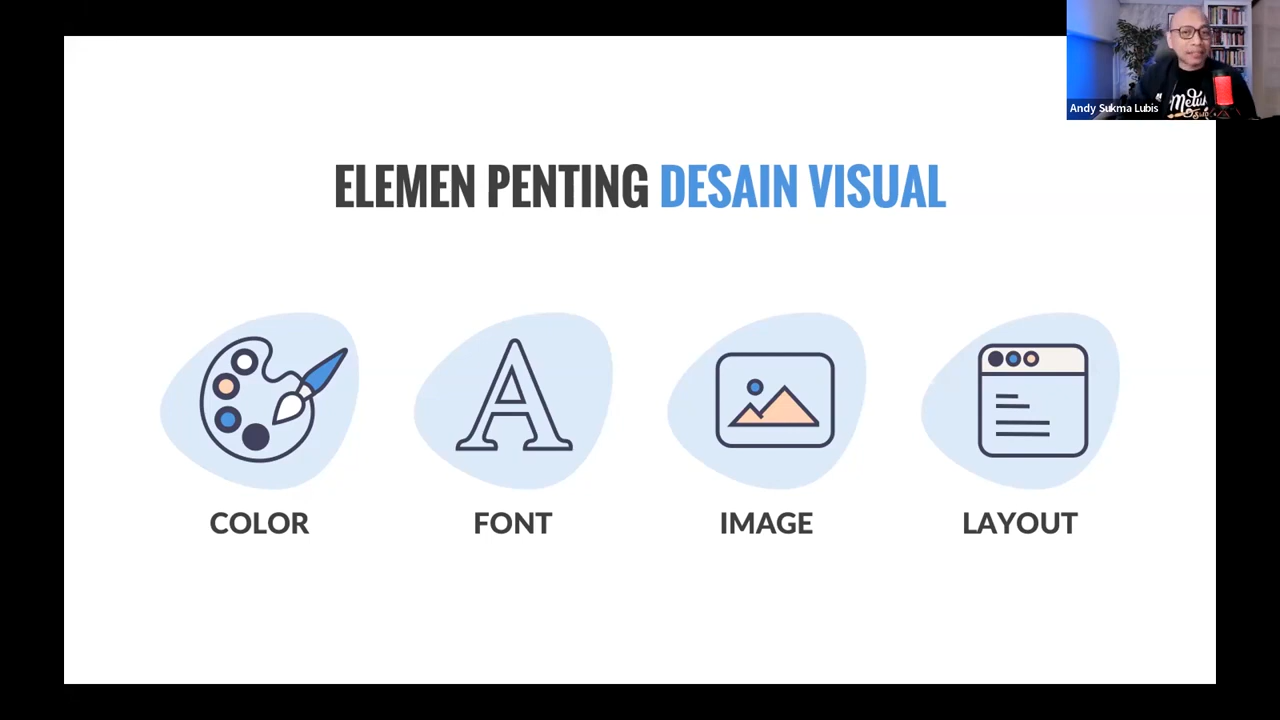 Andy Sukma Lubis
ELEMEN PENTING DESAIN VISUAL
A
COLOR
FONT
IMAGE
LAYOUT